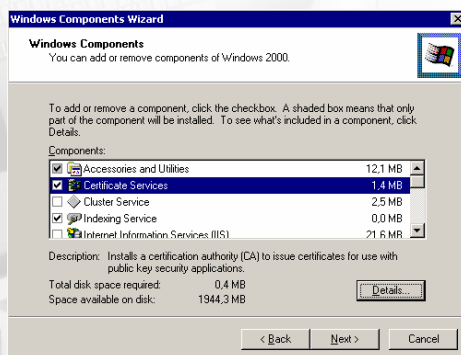 Windows Components Wizard
Windows Components
You can add or remove components of Windows 2000.
To add or remove a component, click the checkbox. A shaded box means that only
part of the component will be installed. To see what's included in a component, click
Details.
Components:
Accessories and Utilities 12,1 MB
Certificate Services 1,4 MB
Cluster Service 2,5 MB
Indexing Service 0,0 MB
Internet Information Services (IIS) 21,6 MB
Description: Installs a certification authority (CA) to issue certificates for use with
public key security applications.
Total disk space required: 0,4 MB
Space available on disk: 1944,3 MB
Details...
< Back Next > Cancel